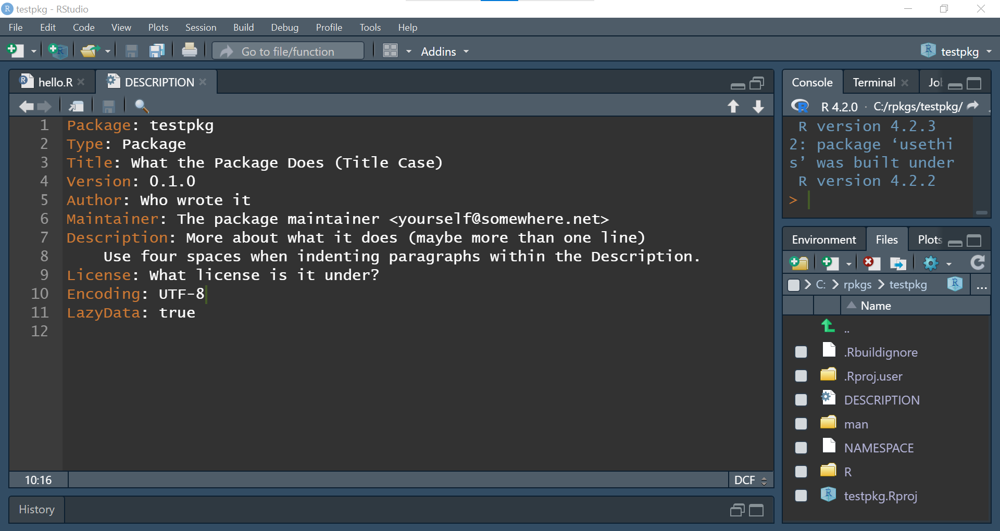 testpkg - RStudio
File Edit Code View Plots Session Build Debug Profile Tools Help
Go to file/function Addins testpkg
hello.R DESCRIPTION
1 Package: testpkg
2 Type: Package
3 Title: What the Package Does (Title Case)
4 Version: 0.1.0
5 Author: Who wrote it
6 Maintainer: The package maintainer <yourself@somewhere.net>
7 Description: More about what it does (maybe more than one line)
8 Use four spaces when indenting paragraphs within the Description.
9 License: What license is it under?
10 Encoding: UTF-8
11 LazyData: true
12
10:16 DCF
History
Console Terminal Jo
R 4.2.0 · C:/rpkgs/testpkg/
R version 4.2.3
2: package ‘usethi
s’ was built under
R version 4.2.2
>
Environment Files Plots
C: rpkgs testpkg ...
Name
..
.Rbuildignore
.Rproj.user
DESCRIPTION
man
NAMESPACE
R
testpkg.Rproj